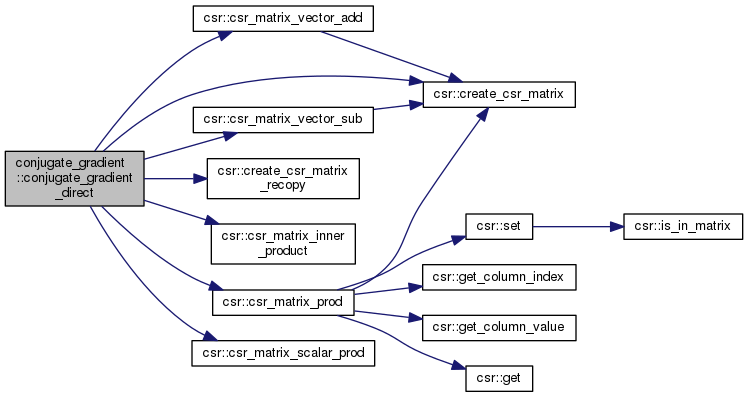 csr::csr_matrix_vector_add
csr::create_csr_matrix
csr::csr_matrix_vector_sub
conjugate_gradient
::conjugate_gradient
_direct
csr::create_csr_matrix
_recopy
csr::set
csr::is_in_matrix
csr::csr_matrix_inner
_product
csr::get_column_index
csr::csr_matrix_prod
csr::get_column_value
csr::csr_matrix_scalar_prod
csr::get